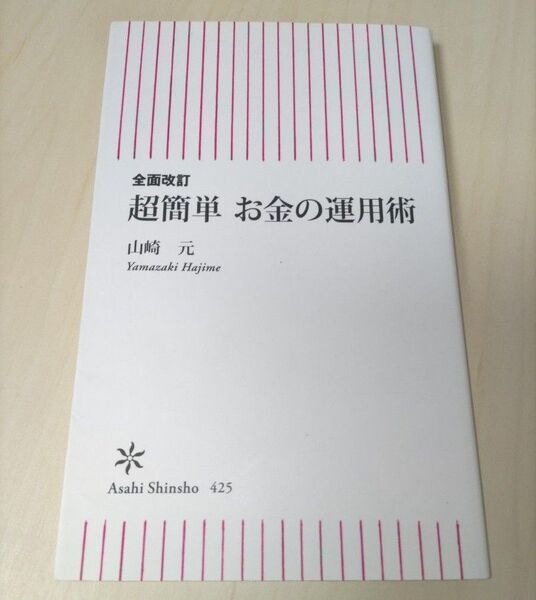 全面改訂
超簡単 お金の運用術
山崎 元
Yamazaki Hajime
Asahi Shinsho 425